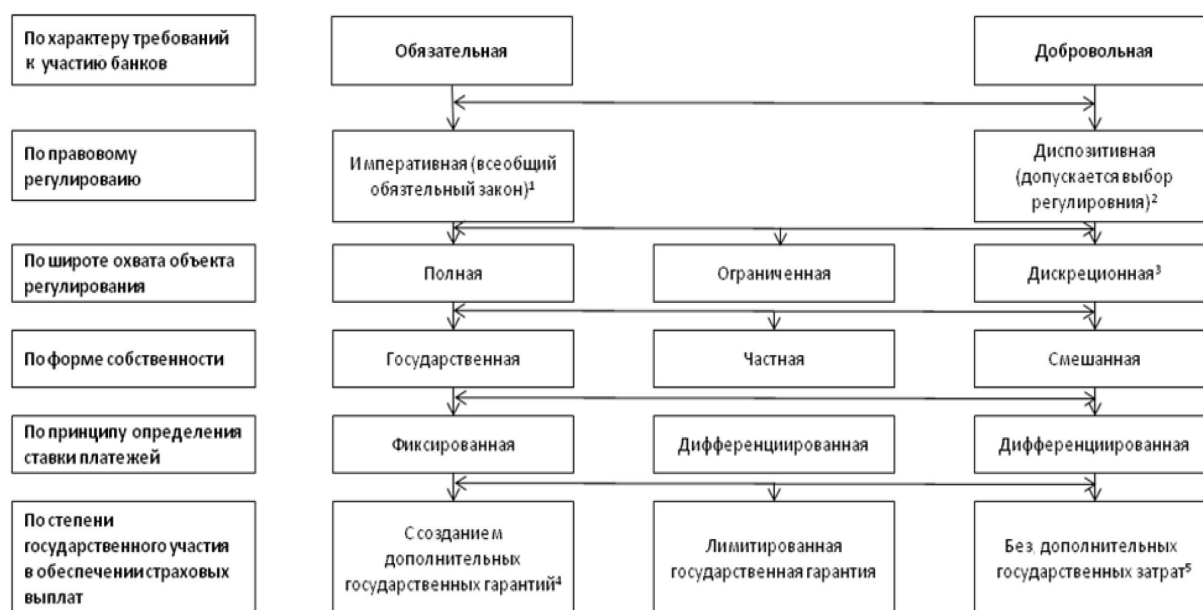 По характеру требований
к участию банков
Обязательная
Добровольная
По правовому
регулироваию
Императивная (всеобщий
обязтельный закон)¹
Диспозитивная
(допускается выбор
регулировния)²
По широте охвата объекта
регулирования
Полная
Ограниченная
Дискреционная³
По форме собственности
Государственная
Частная
Смешанная
По принципу определения
ставки платежей
Фиксированная
Дифференциированная
Дифференциированная
По степени
государственного участия
в обеспечении страховых
выплат
С созданием
дополнительных
государственных гарантий⁴
Лимитированная
государственная гарантия
Без дополнительных
государственных затрат⁵